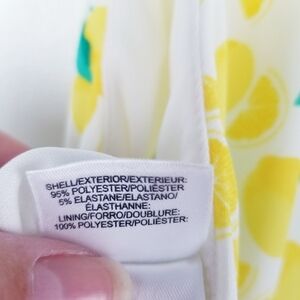 SHELL/EXTERIOR/EXTERIEUR:
95% POLYESTER/POLIÉSTER
5% ELASTANE/ELASTANO/
ÉLASTHANNE:
LINING/FORRO/DOUBLURE:
100% POLYESTER/POLIÉSTER